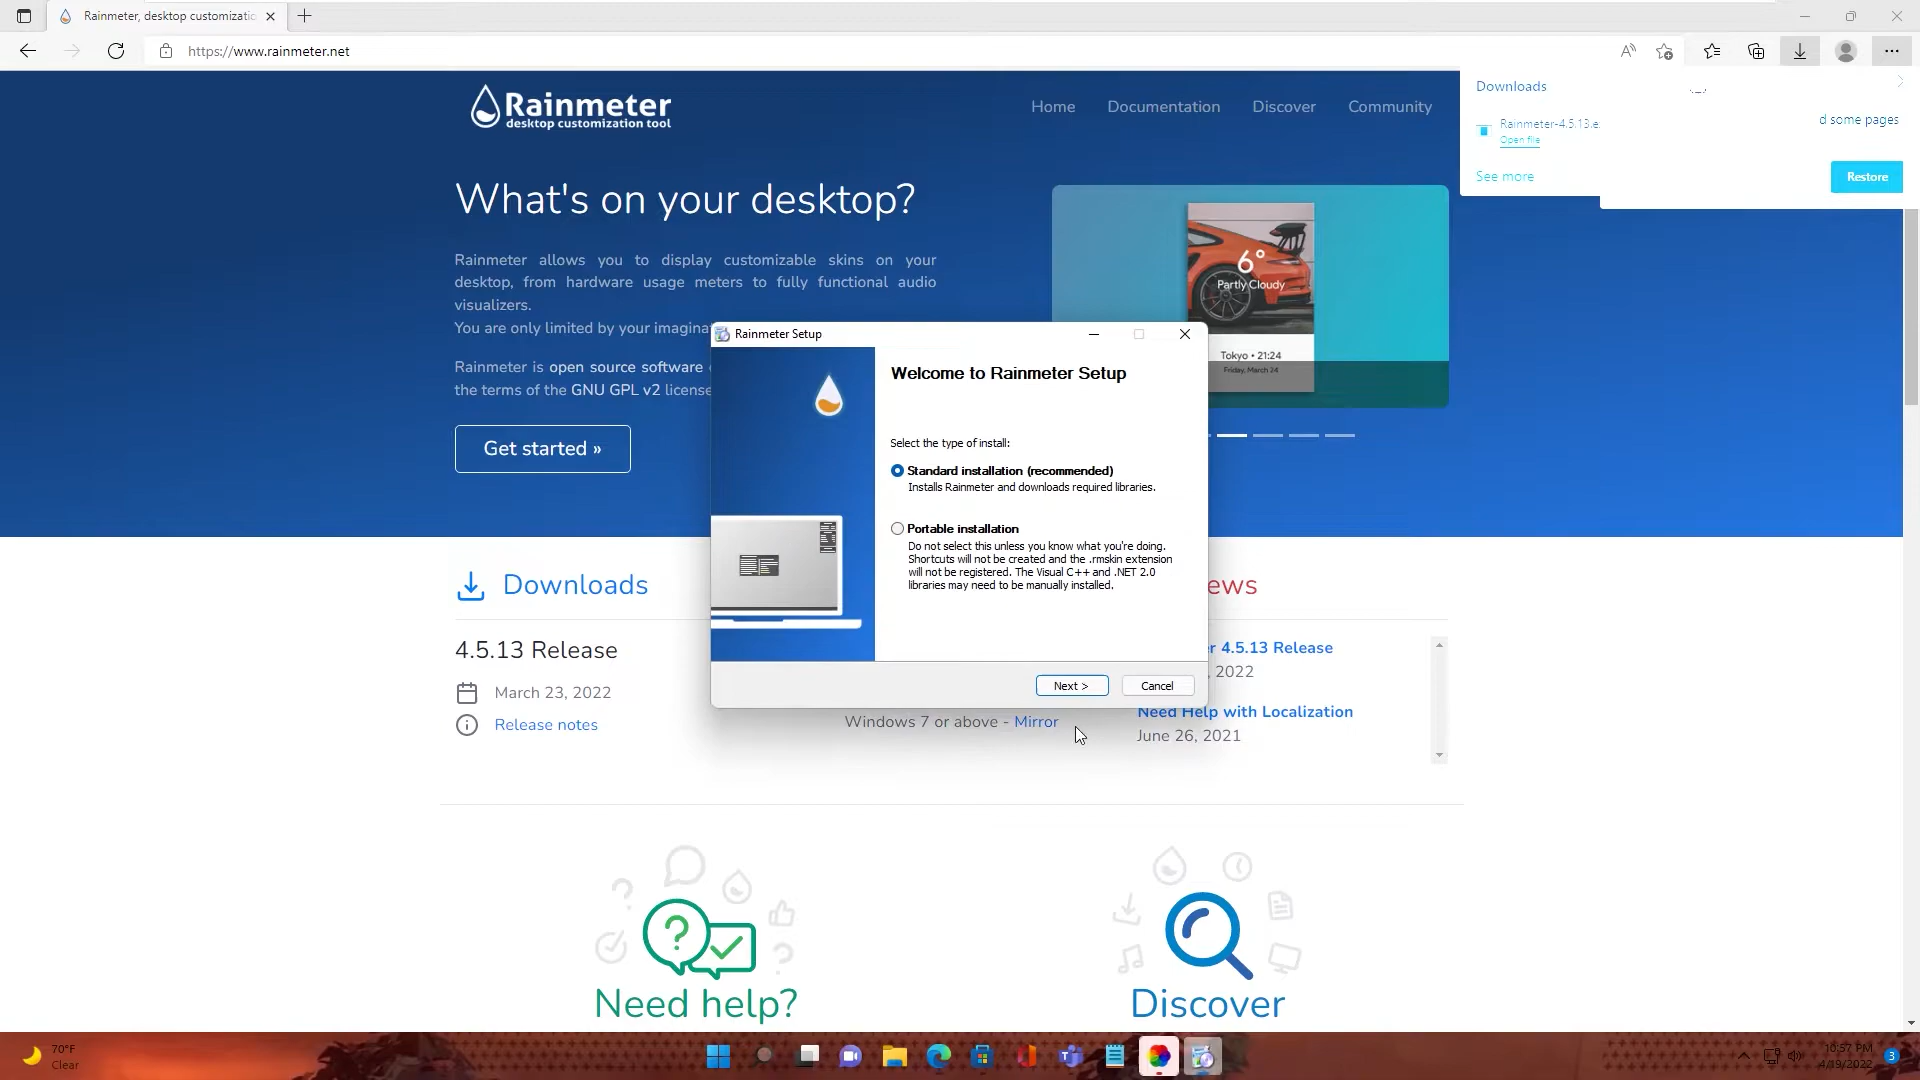 Rainmeter, desktop customizatio
https://www.rainmeter.net
Rainmeter
desktop customization tool
Home
Documentation
Discover
Community
Downloads
Rainmeter-4.5.13.e
Open file
See more
d some pages
Restore
What's on your desktop?
Rainmeter allows you to display customizable skins on your
desktop, from hardware usage meters to fully functional audio
visualizers.
You are only limited by your imagina
Rainmeter is open source software
the terms of the GNU GPL v2 license
Get started »
6°
Partly Cloudy
Tokyo • 21:24
Friday, March 24
Rainmeter Setup
Welcome to Rainmeter Setup
Select the type of install:
Standard installation (recommended)
Installs Rainmeter and downloads required libraries.
Portable installation
Do not select this unless you know what you're doing.
Shortcuts will not be created and the .rmskin extension
will not be registered. The Visual C++ and .NET 2.0
libraries may need to be manually installed.
Next >
Cancel
Downloads
4.5.13 Release
March 23, 2022
Release notes
Windows 7 or above - Mirror
ews
r 4.5.13 Release
, 2022
Need Help with Localization
June 26, 2021
Need help?
Discover
70°F
Clear
10:57 PM
4/19/2022
3